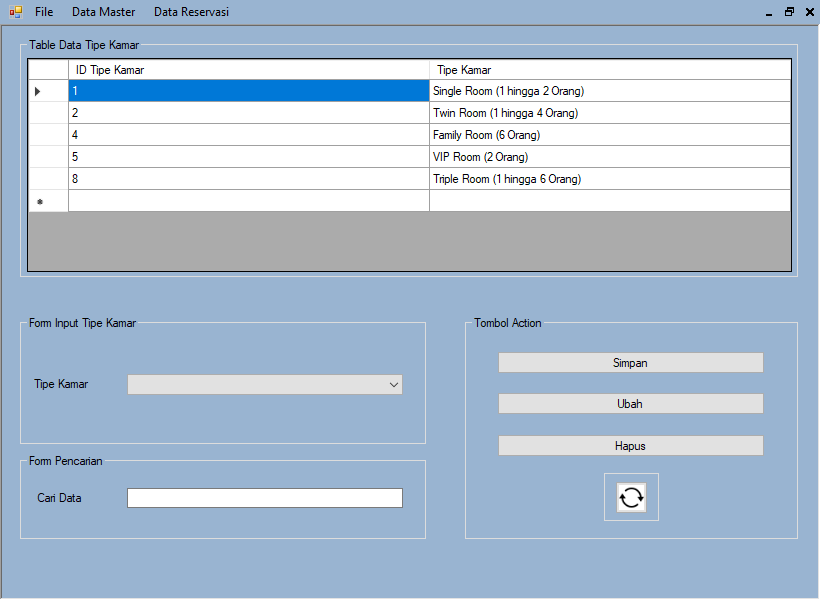 File Data Master Data Reservasi
Table Data Tipe Kamar
ID Tipe Kamar Tipe Kamar
1 Single Room (1 hingga 2 Orang)
2 Twin Room (1 hingga 4 Orang)
4 Family Room (6 Orang)
5 VIP Room (2 Orang)
8 Triple Room (1 hingga 6 Orang)
Form Input Tipe Kamar
Tipe Kamar
Form Pencarian
Cari Data
Tombol Action
Simpan
Ubah
Hapus